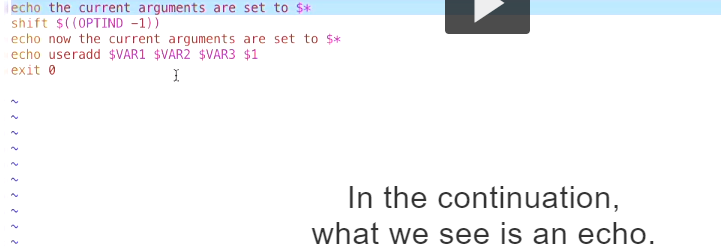 echo the current arguments are set to $*
shift $((OPTIND -1))
echo now the current arguments are set to $*
echo useradd $VAR1 $VAR2 $VAR3 $1
exit 0
~
~
~
~
~
~
~
~
~
~
In the continuation,
what we see is an echo.